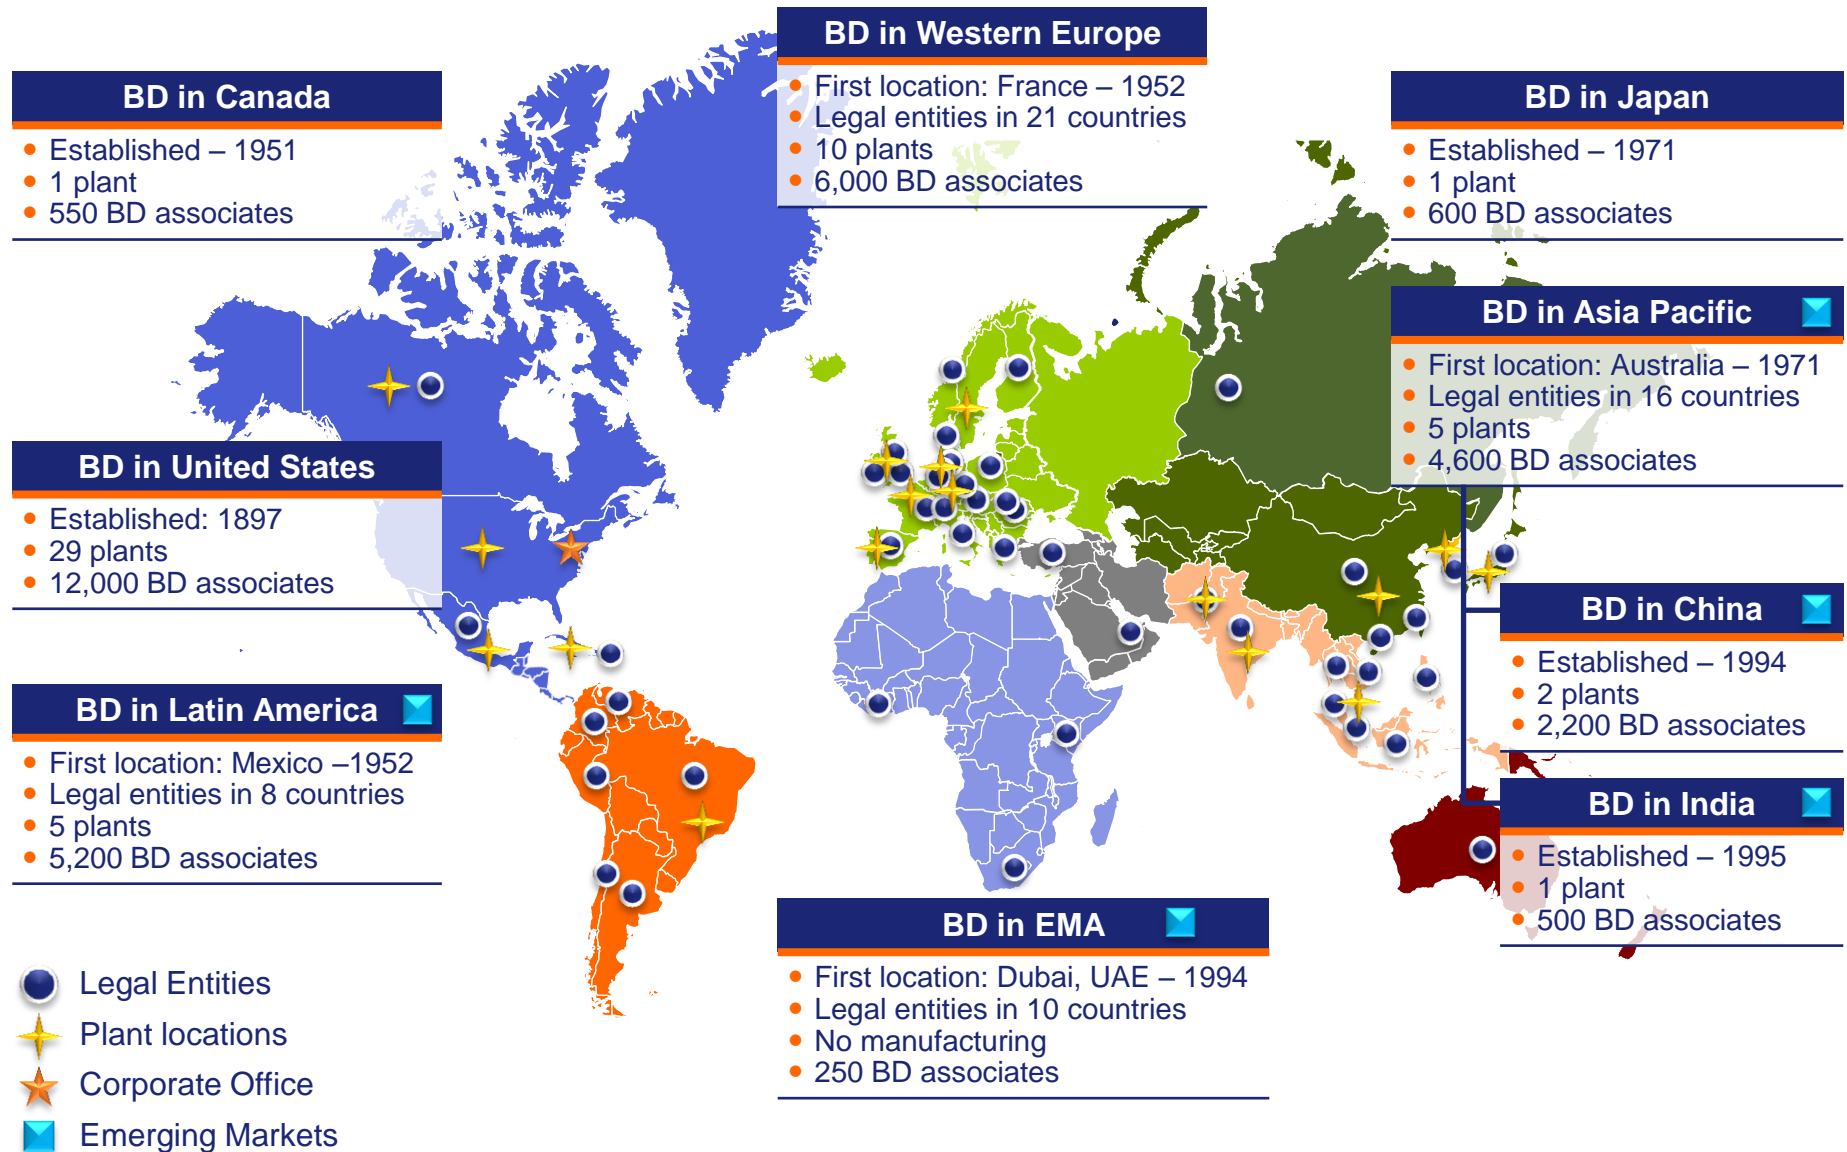 BD in Western Europe
• First location: France – 1952
• Legal entities in 21 countries
• 10 plants
• 6,000 BD associates
BD in Canada
• Established – 1951
• 1 plant
• 550 BD associates
BD in Japan
• Established – 1971
• 1 plant
• 600 BD associates
BD in Asia Pacific
• First location: Australia – 1971
• Legal entities in 16 countries
• 5 plants
• 4,600 BD associates
BD in United States
• Established: 1897
• 29 plants
• 12,000 BD associates
BD in China
• Established – 1994
• 2 plants
• 2,200 BD associates
BD in Latin America
• First location: Mexico –1952
• Legal entities in 8 countries
• 5 plants
• 5,200 BD associates
BD in India
• Established – 1995
• 1 plant
• 500 BD associates
BD in EMA
• First location: Dubai, UAE – 1994
• Legal entities in 10 countries
• No manufacturing
• 250 BD associates
Legal Entities
Plant locations
Corporate Office
Emerging Markets